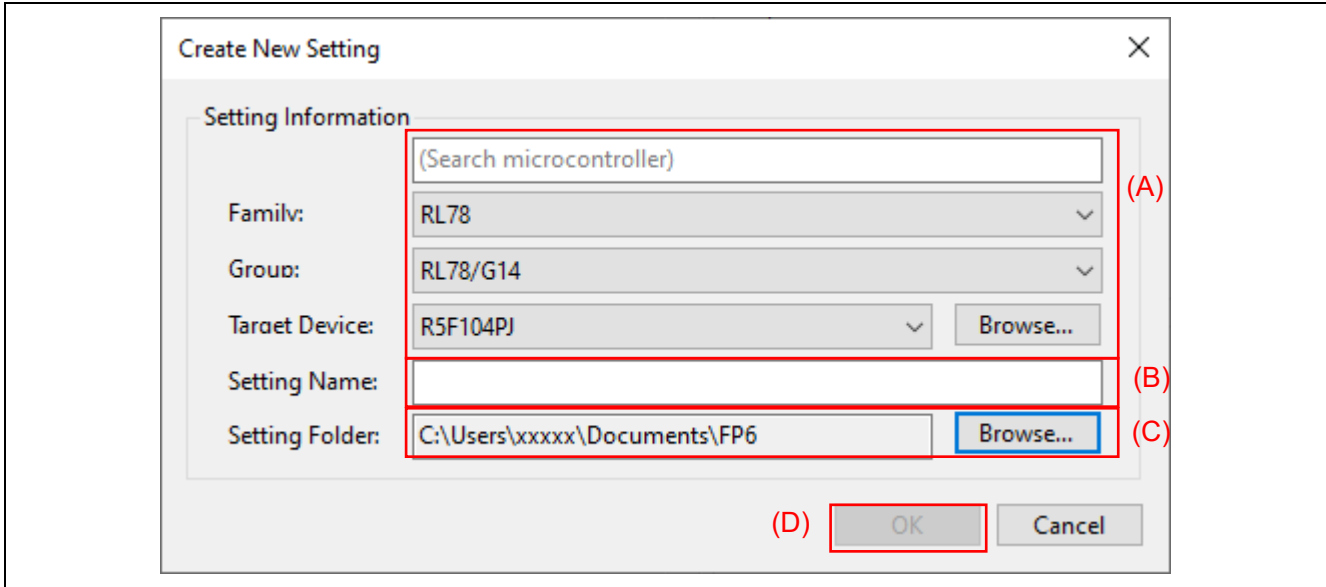 Create New Setting
Setting Information
(Search microcontroller)
(A)
Family: RL78
Group: RL78/G14
Target Device: R5F104PJ Browse...
Setting Name: (B)
Setting Folder: C:\Users\xxxxx\Documents\FP6 Browse... (C)
(D) OK Cancel